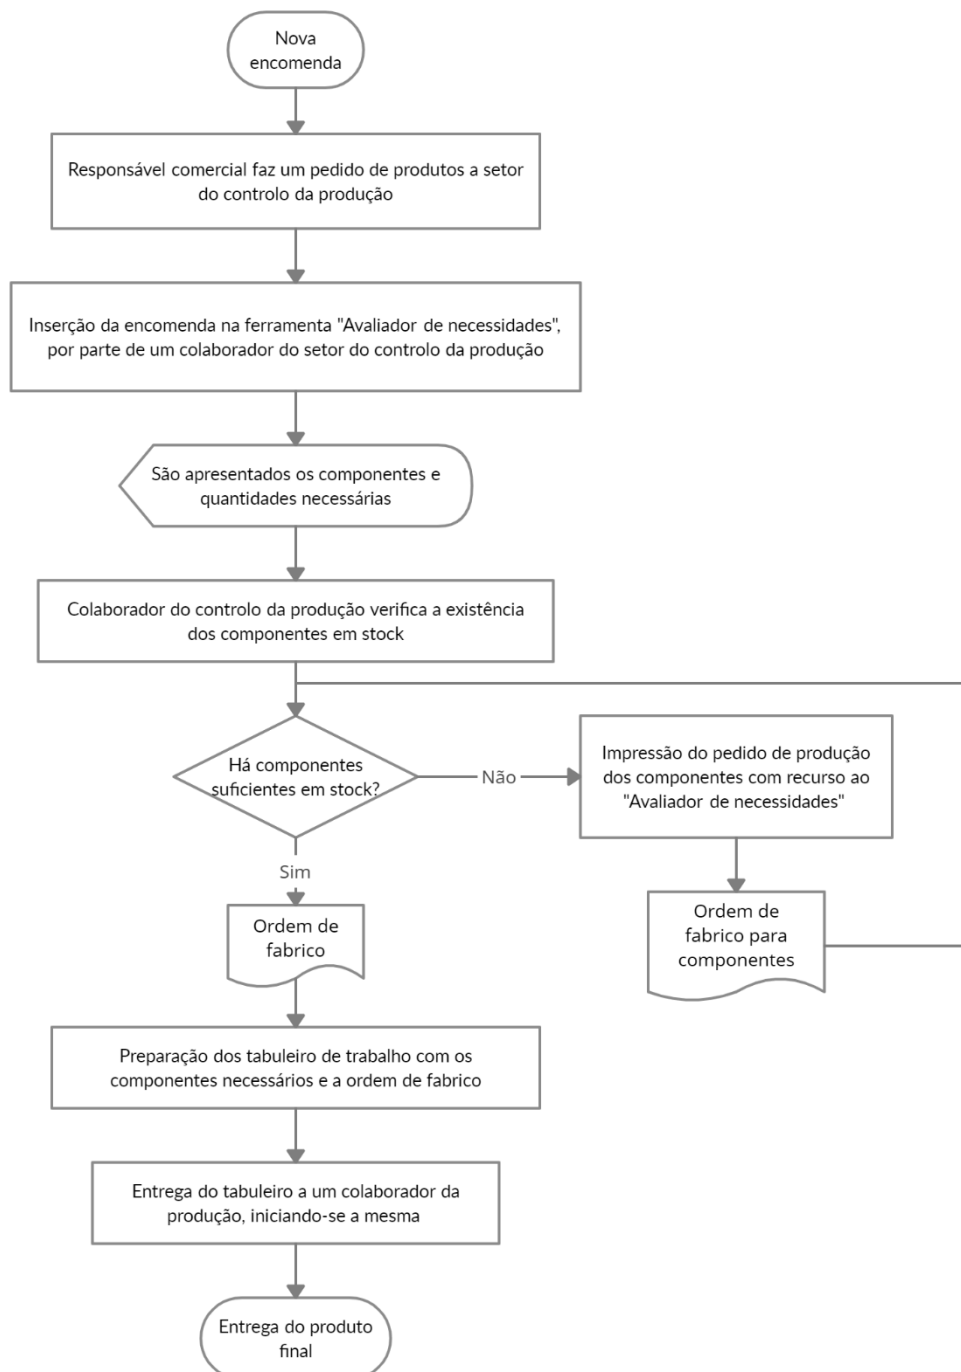 Nova
encomenda
Responsável comercial faz um pedido de produtos a setor
do controlo da produção
Inserção da encomenda na ferramenta "Avaliador de necessidades",
por parte de um colaborador do setor do controlo da produção
São apresentados os componentes e
quantidades necessárias
Colaborador do controlo da produção verifica a existência
dos componentes em stock
Há componentes
suficientes em stock?
Não
Impressão do pedido de produção
dos componentes com recurso ao
"Avaliador de necessidades"
Sim
Ordem de
fabrico
Ordem de
fabrico para
componentes
Preparação dos tabuleiro de trabalho com os
componentes necessários e a ordem de fabrico
Entrega do tabuleiro a um colaborador da
produção, iniciando-se a mesma
Entrega do produto
final